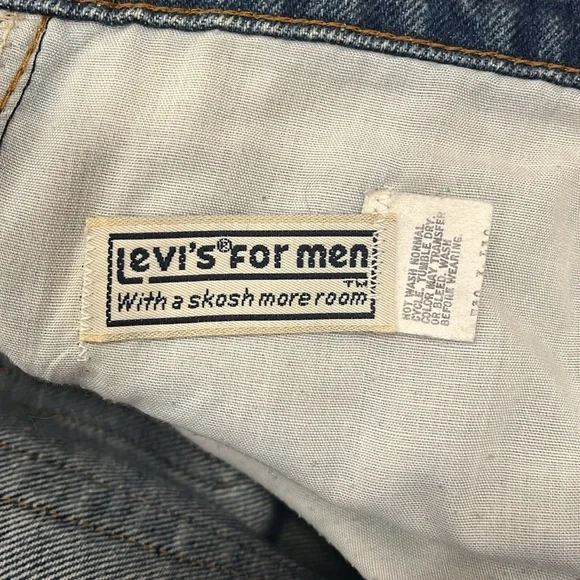 Levi's® FOR men
™
With a skosh more room
HOT WASH NORMAL
CYCLE, TUMBLE DRY.
COLOR MAY TRANSFER
OR BLEED. WASH
BEFORE WEARING.